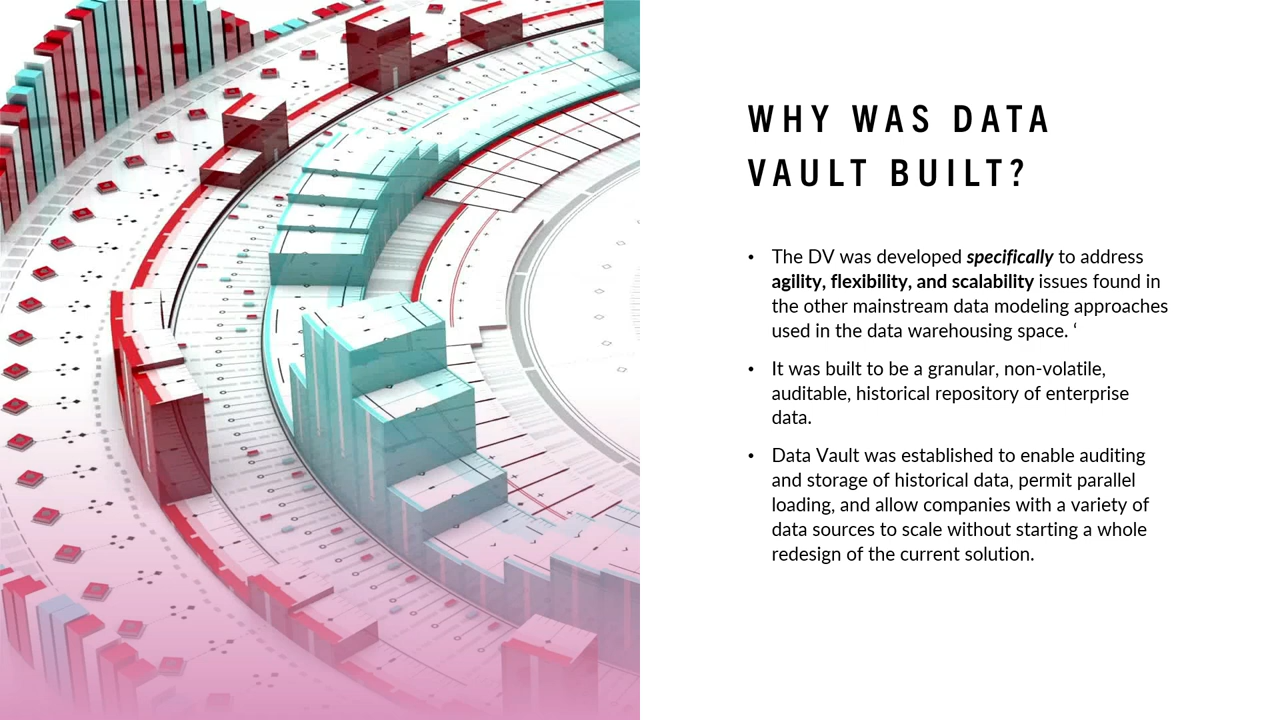 WHY WAS DATA
VAULT BUILT?
• The DV was developed specifically to address
agility, flexibility, and scalability issues found in
the other mainstream data modeling approaches
used in the data warehousing space. ‘
• It was built to be a granular, non-volatile,
auditable, historical repository of enterprise
data.
• Data Vault was established to enable auditing
and storage of historical data, permit parallel
loading, and allow companies with a variety of
data sources to scale without starting a whole
redesign of the current solution.